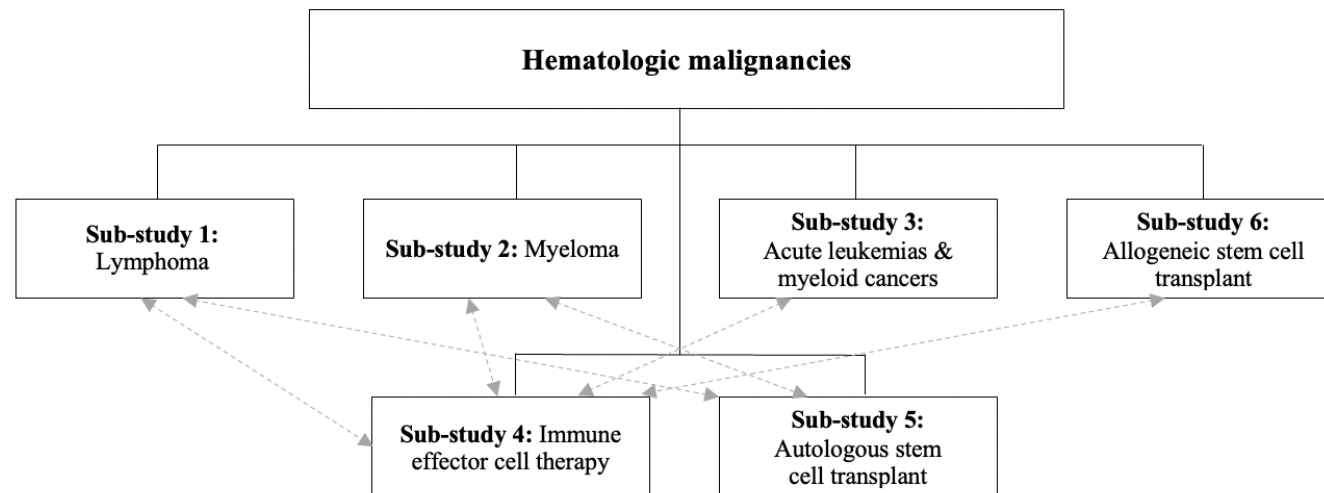 Hematologic malignancies
Sub-study 1:
Lymphoma
Sub-study 2: Myeloma
Sub-study 3:
Acute leukemias &
myeloid cancers
Sub-study 6:
Allogeneic stem cell
transplant
Sub-study 4: Immune
effector cell therapy
Sub-study 5:
Autologous stem
cell transplant